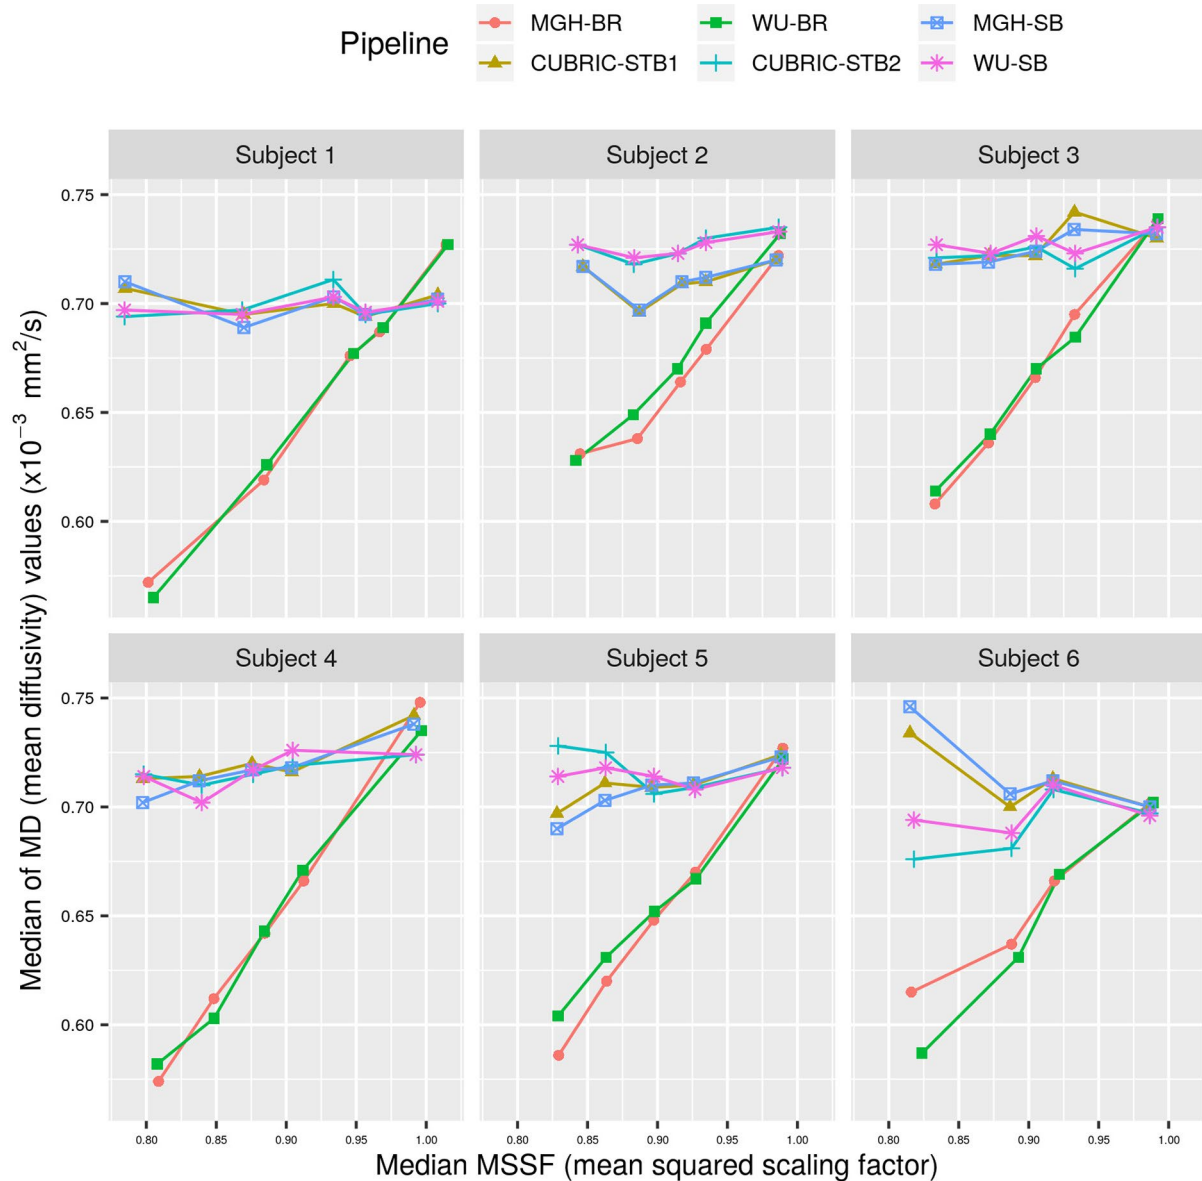 Pipeline
MGH-BR WU-BR MGH-SB
CUBRIC-STB1 CUBRIC-STB2 WU-SB
Subject 1 Subject 2 Subject 3
0.75
0.70
0.65
0.60
Subject 4 Subject 5 Subject 6
0.75
0.70
0.65
0.60
0.80 0.85 0.90 0.95 1.00 0.80 0.85 0.90 0.95 1.00 0.80 0.85 0.90 0.95 1.00
Median MSSF (mean squared scaling factor)
Median of MD (mean diffusivity) values (x10⁻³ mm²/s)